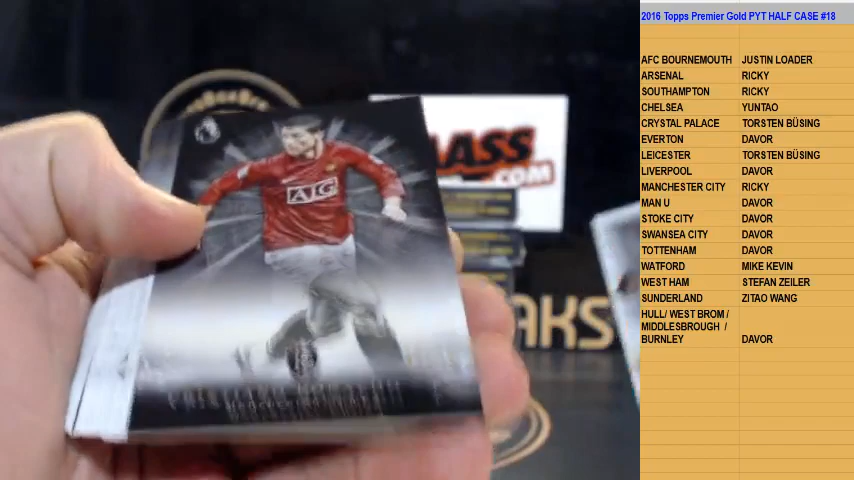 2016 Topps Premier Gold PYT HALF CASE #18
AFC BOURNEMOUTH JUSTIN LOADER
ARSENAL RICKY
SOUTHAMPTON RICKY
CHELSEA YUNTAO
CRYSTAL PALACE TORSTEN BÜSING
EVERTON DAVOR
LEICESTER TORSTEN BÜSING
LIVERPOOL DAVOR
MANCHESTER CITY RICKY
MAN U DAVOR
STOKE CITY DAVOR
SWANSEA CITY DAVOR
TOTTENHAM DAVOR
WATFORD MIKE KEVIN
WEST HAM STEFAN ZEILER
SUNDERLAND ZITAO WANG
HULL/ WEST BROM /
MIDDLESBROUGH /
BURNLEY DAVOR
AIG
.COM